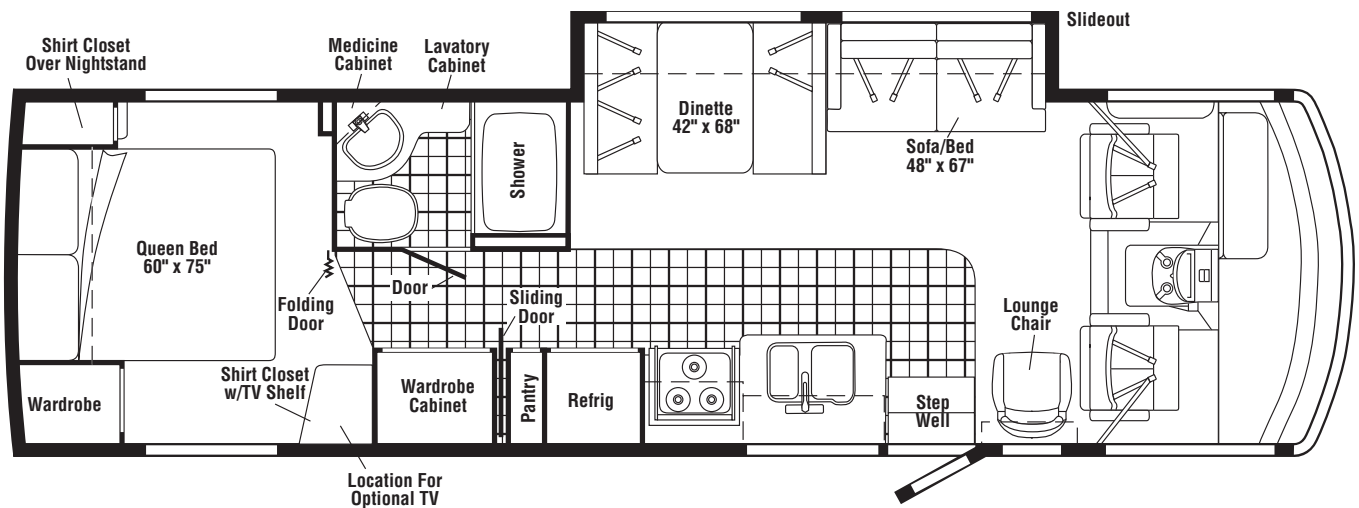 Slideout
Shirt Closet
Over Nightstand
Medicine
Cabinet
Lavatory
Cabinet
Dinette
42" x 68"
Sofa/Bed
48" x 67"
Shower
Queen Bed
60" x 75"
Folding
Door
Door
Sliding
Door
Lounge
Chair
Wardrobe
Shirt Closet
w/TV Shelf
Wardrobe
Cabinet
Pantry
Refrig
Step
Well
Location For
Optional TV